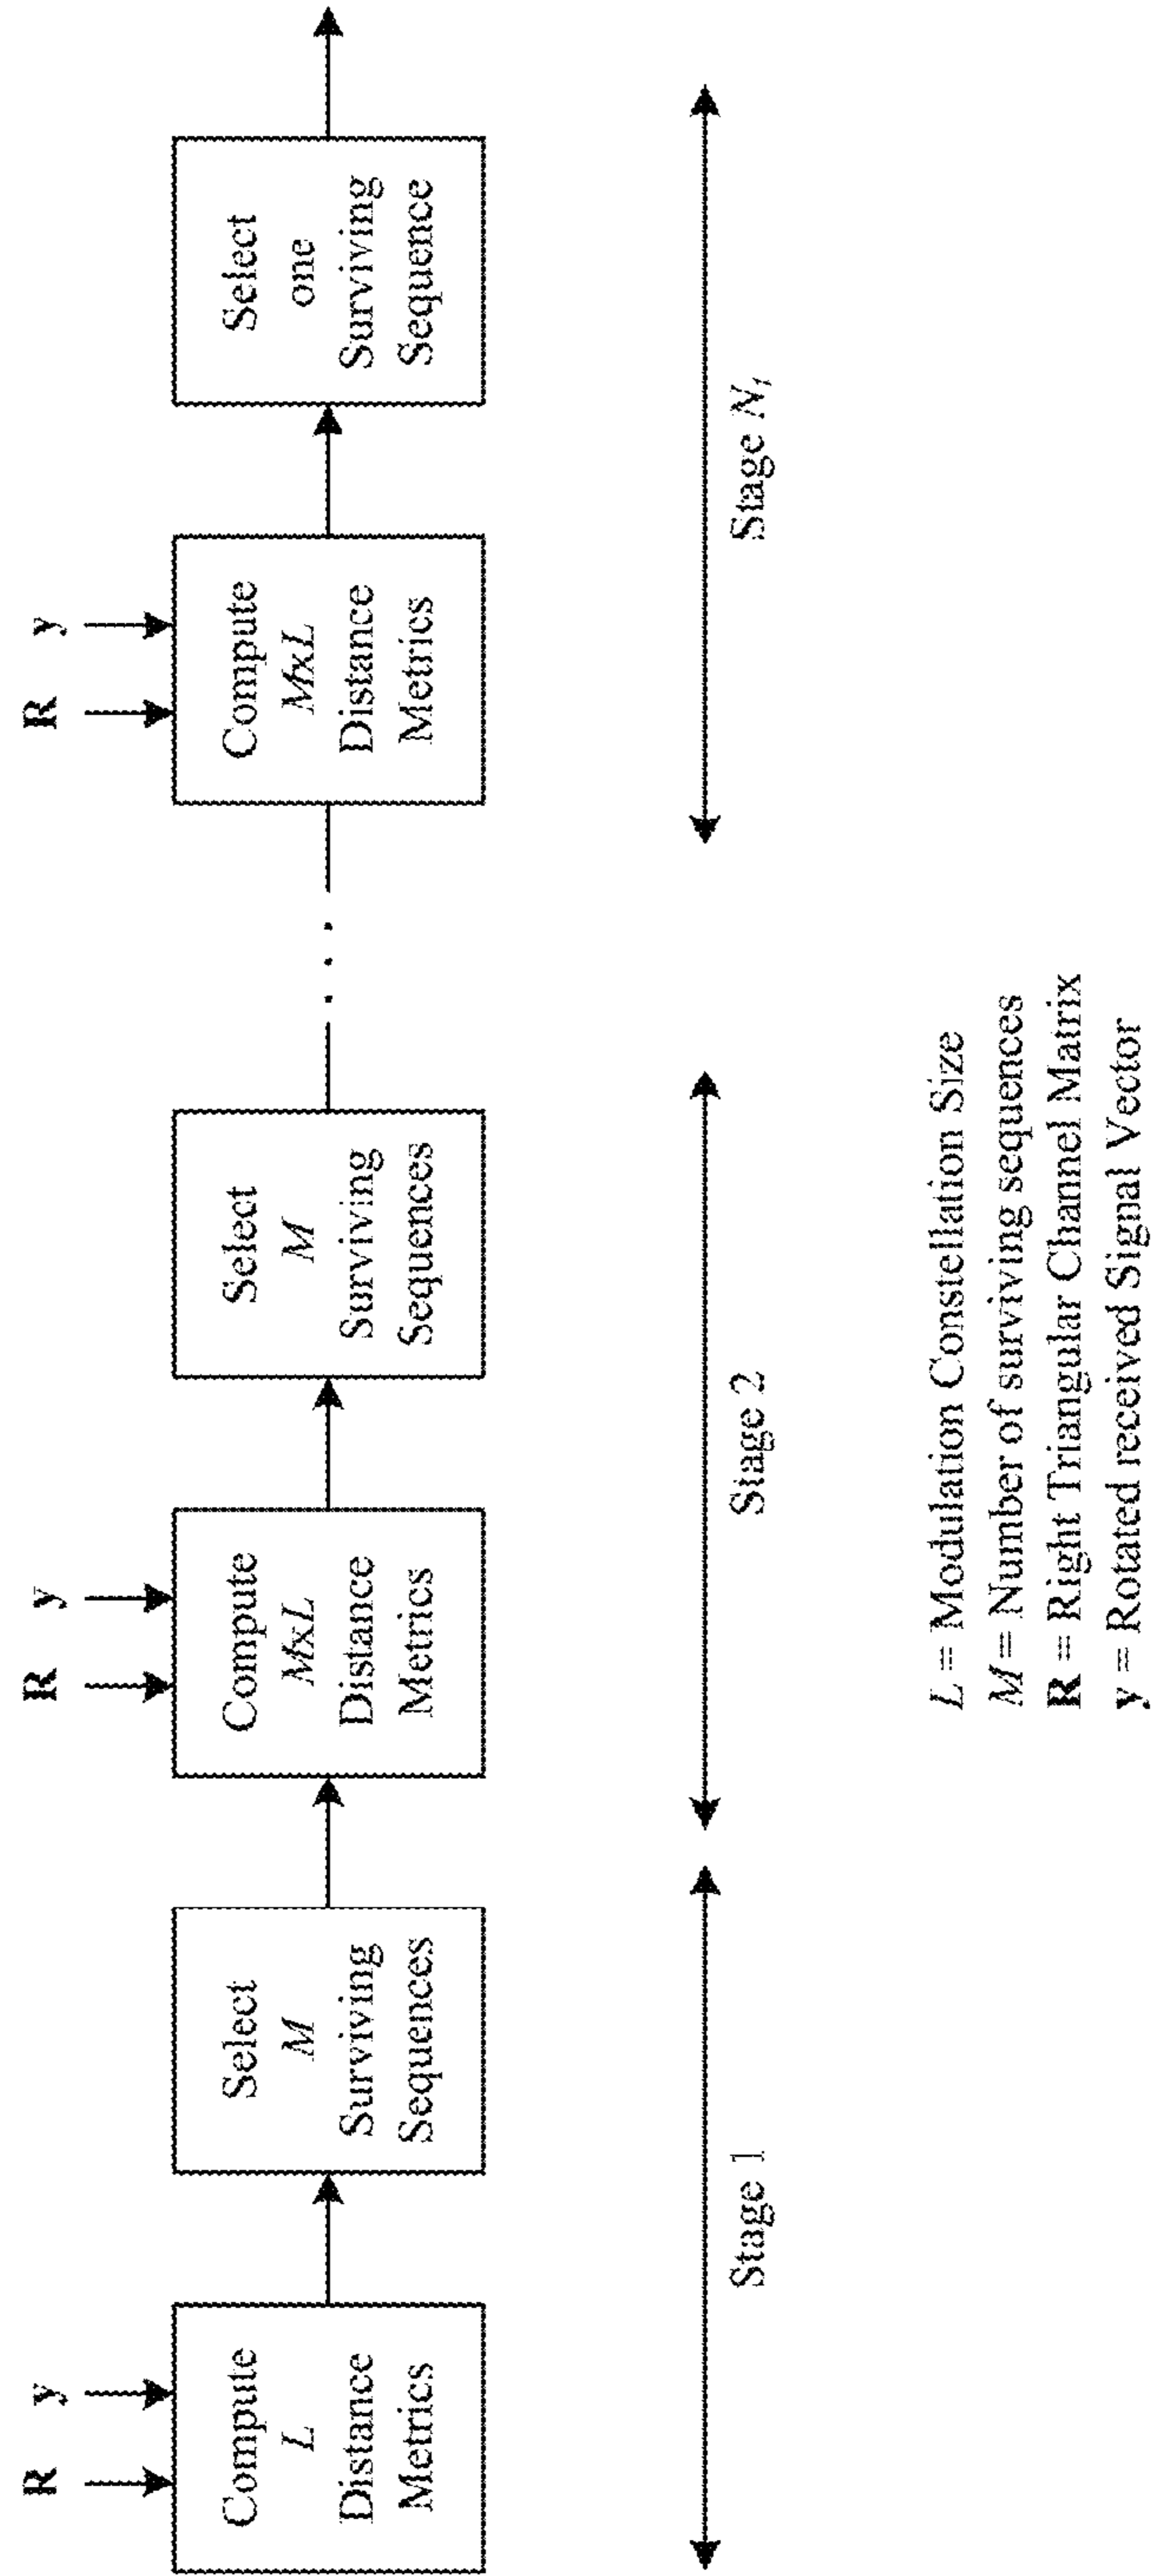 R y
Compute
L
Distance
Metrics
Select
M
Surviving
Sequences
R y
Compute
MxL
Distance
Metrics
Select
M
Surviving
Sequences
. . .
R y
Compute
MxL
Distance
Metrics
Select
one
Surviving
Sequence
Stage 1
Stage 2
Stage Nt
L = Modulation Constellation Size
M = Number of surviving sequences
R = Right Triangular Channel Matrix
y = Rotated received Signal Vector